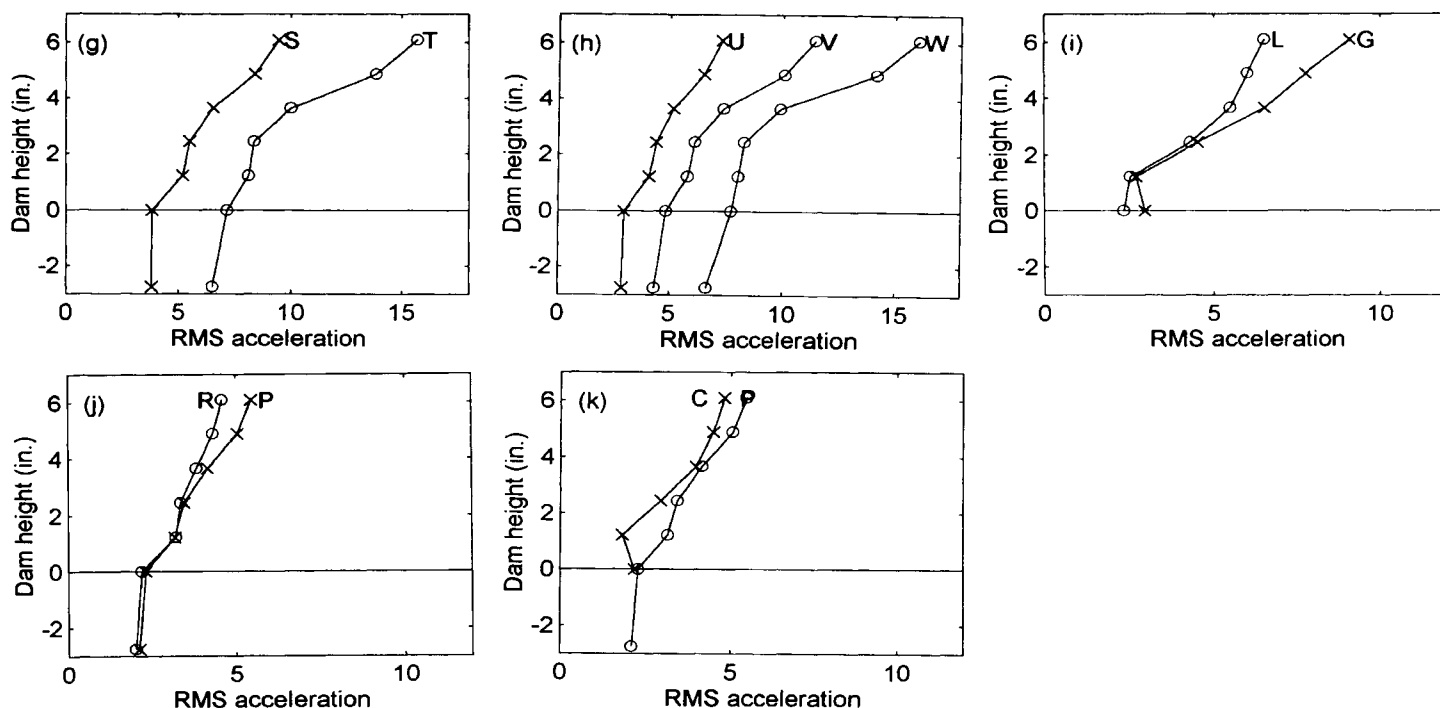 (g) S T
Dam height (in.)
6
4
2
0
-2
0 5 10 15
RMS acceleration
(h) U V W
Dam height (in.)
6
4
2
0
-2
0 5 10 15
RMS acceleration
(i) L G
Dam height (in.)
6
4
2
0
-2
0 5 10
RMS acceleration
(j) R P
Dam height (in.)
6
4
2
0
-2
0 5 10
RMS acceleration
(k) C P
Dam height (in.)
6
4
2
0
-2
0 5 10
RMS acceleration